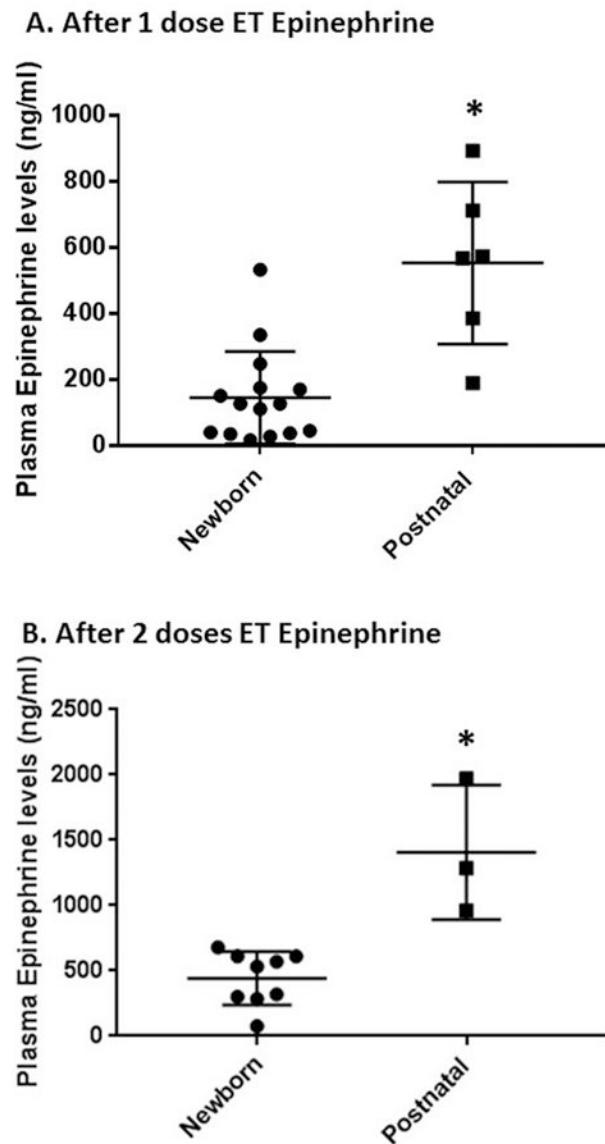 A. After 1 dose ET Epinephrine
Plasma Epinephrine levels (ng/ml)
1000
800
600
400
200
0
*
Newborn
Postnatal
B. After 2 doses ET Epinephrine
Plasma Epinephrine levels (ng/ml)
2500
2000
1500
1000
500
0
*
Newborn
Postnatal